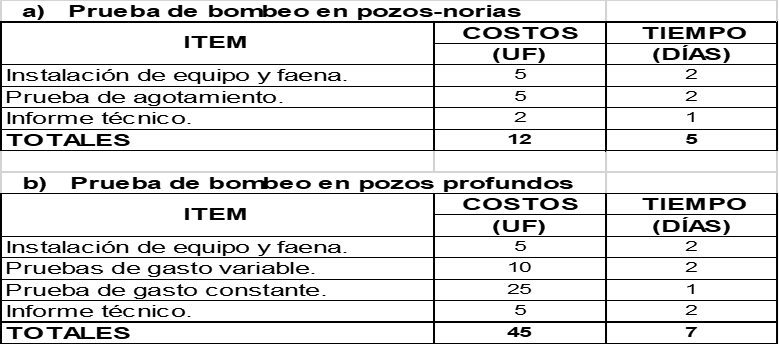 a) Prueba de bombeo en pozos-norias
ITEM COSTOS TIEMPO
(UF) (DÍAS)
Instalación de equipo y faena. 5 2
Prueba de agotamiento. 5 2
Informe técnico. 2 1
TOTALES 12 5
b) Prueba de bombeo en pozos profundos
ITEM COSTOS TIEMPO
(UF) (DÍAS)
Instalación de equipo y faena. 5 2
Pruebas de gasto variable. 10 2
Prueba de gasto constante. 25 1
Informe técnico. 5 2
TOTALES 45 7